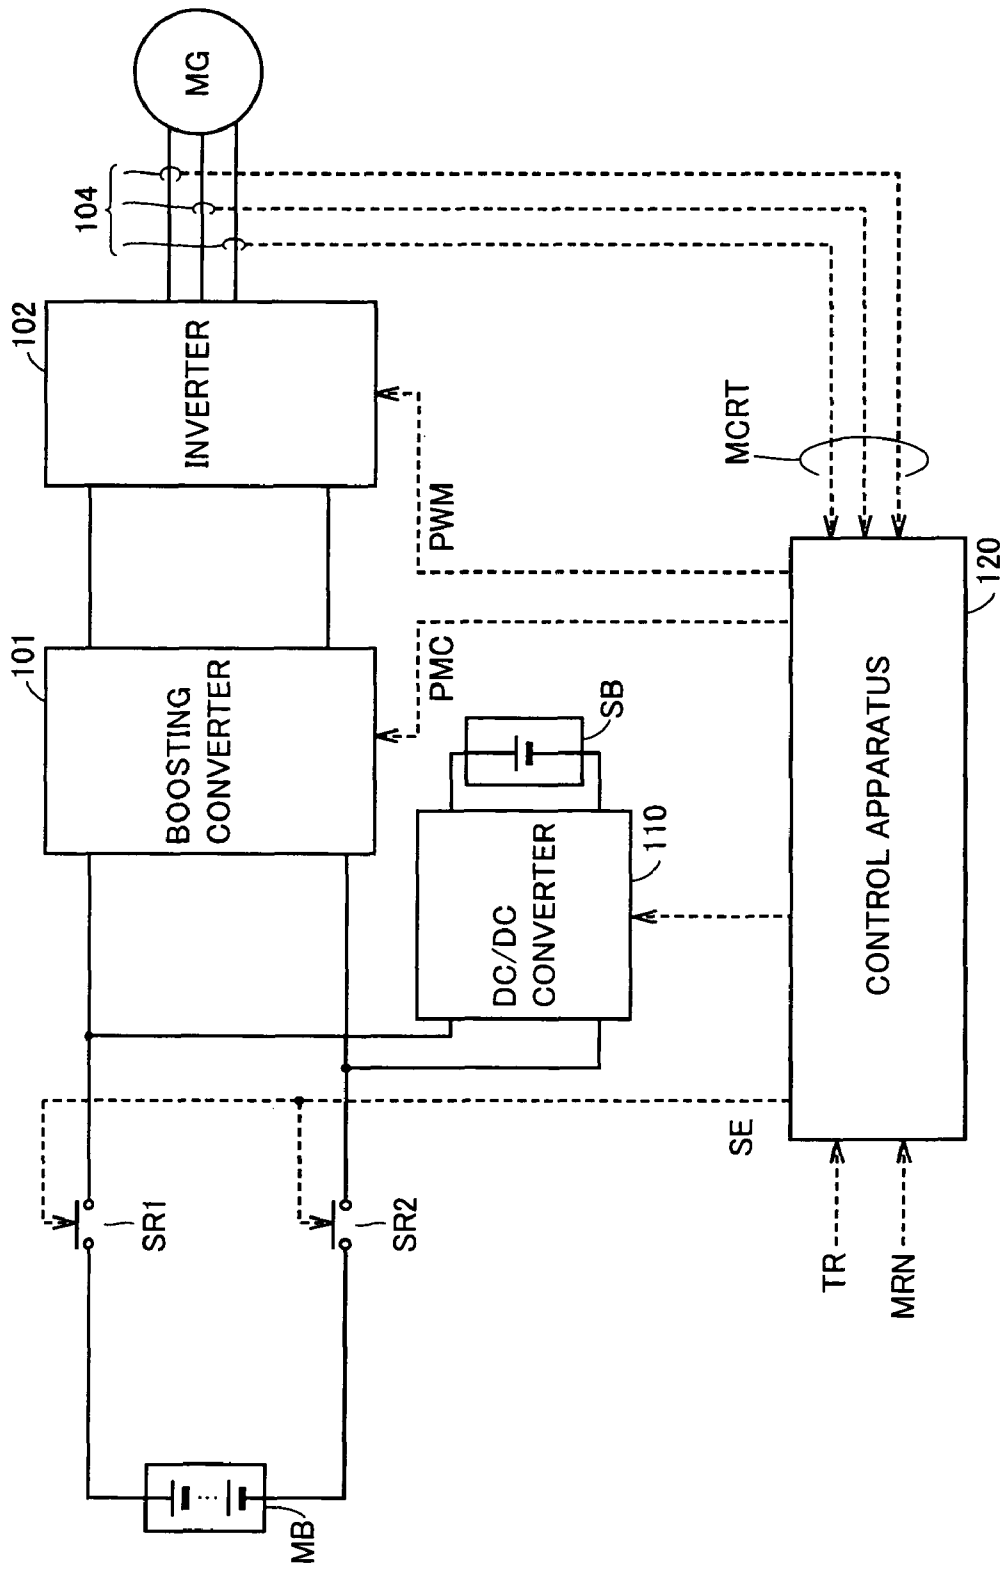 MG
104
102
INVERTER
MCRT
PWM
101
BOOSTING
CONVERTER
PMC
SB
DC/DC
CONVERTER
110
CONTROL APPARATUS
120
SE
SR1
SR2
TR
MRN
MB